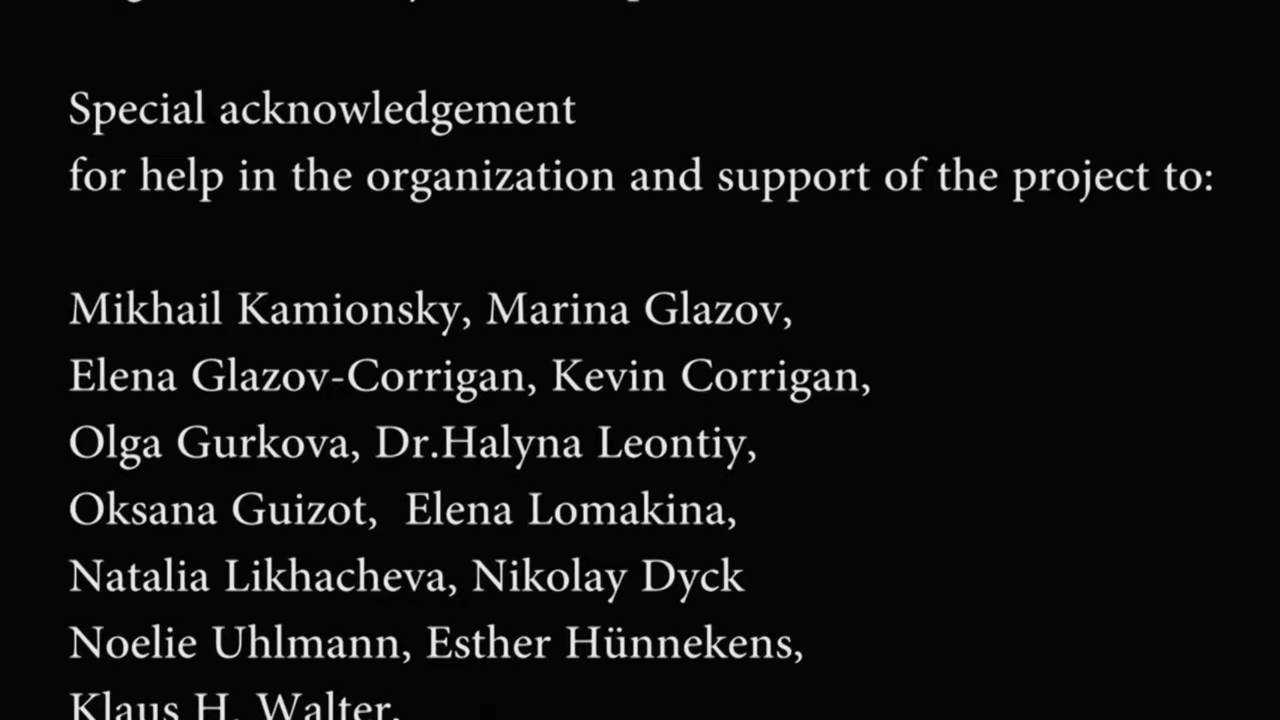 Special acknowledgement
for help in the organization and support of the project to:
Mikhail Kamionsky, Marina Glazov,
Elena Glazov-Corrigan, Kevin Corrigan,
Olga Gurkova, Dr.Halyna Leontiy,
Oksana Guizot,  Elena Lomakina,
Natalia Likhacheva, Nikolay Dyck
Noelie Uhlmann, Esther Hünnekens,
Klaus H. Walter,